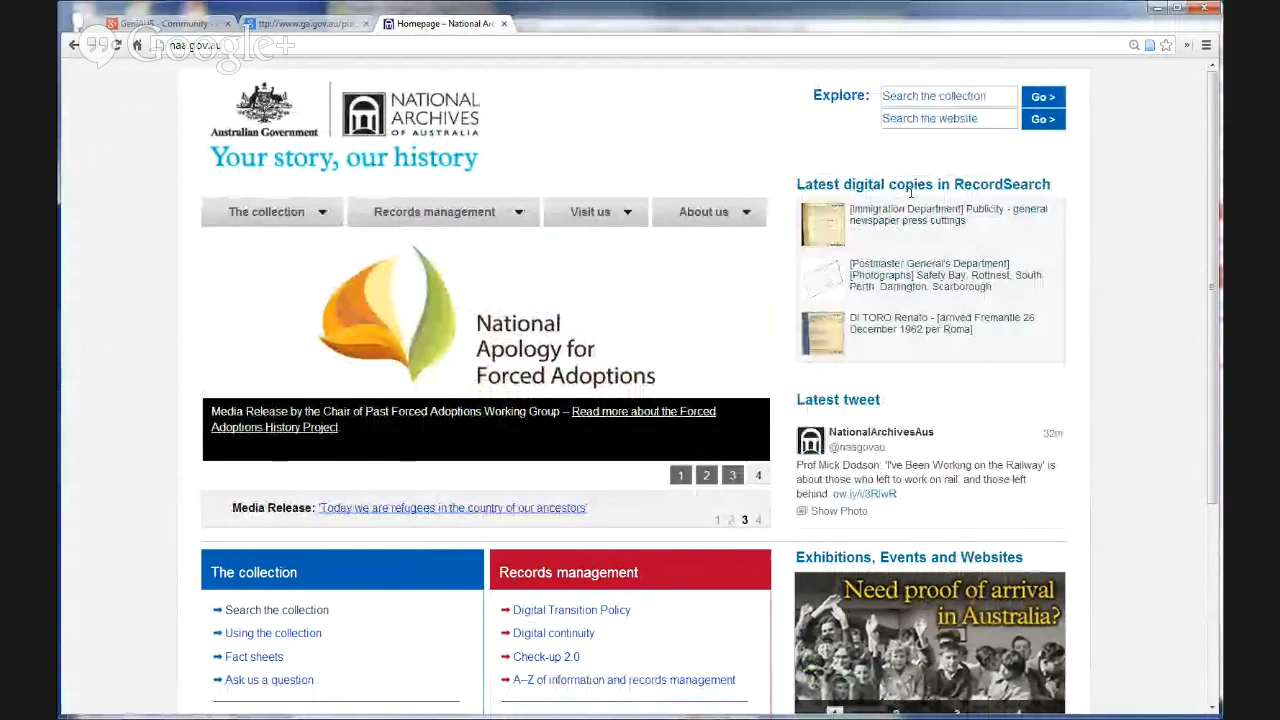 GeniAUS - Community -
ttp://www.ga.gov.au/pla
Homepage – National Arc
naa.gov.au
Google+
Australian Government
NATIONAL
ARCHIVES
OF AUSTRALIA
Your story, our history
Explore:
Search the collection
Go >
Search the website
Go >
The collection
Records management
Visit us
About us
National
Apology for
Forced Adoptions
Media Release by the Chair of Past Forced Adoptions Working Group – Read more about the Forced
Adoptions History Project.
1 2 3 4
Media Release: 'Today we are refugees in the country of our ancestors'
1 2 3 4
Latest digital copies in RecordSearch
[Immigration Department] Publicity - general
newspaper press cuttings
[Postmaster General's Department]
[Photographs] Safety Bay, Rottnest, South
Perth, Darlington, Scarborough
DI TORO Renato - [arrived Fremantle 26
December 1962 per Roma]
Latest tweet
NationalArchivesAus
32m
@naagovau
Prof Mick Dodson: 'I've Been Working on the Railway' is
about those who left to work on rail, and those left
behind. ow.ly/i/3RlwR
Show Photo
The collection
Search the collection
Using the collection
Fact sheets
Ask us a question
Records management
Digital Transition Policy
Digital continuity
Check-up 2.0
A–Z of information and records management
Exhibitions, Events and Websites
Need proof of arrival
in Australia?